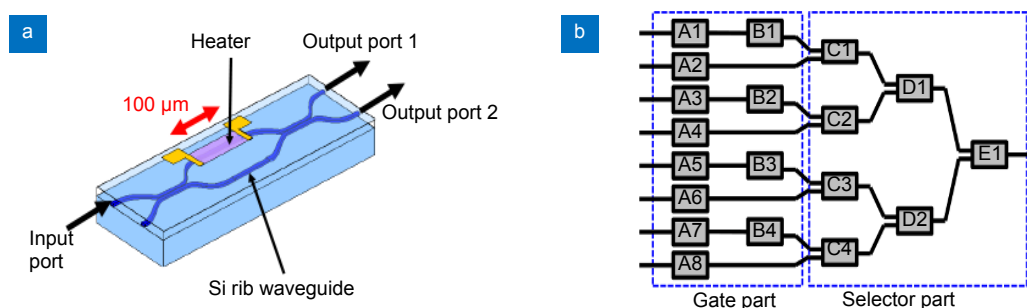 a
Heater
Output port 1
Output port 2
100 μm
Input
port
Si rib waveguide
b
A1
B1
A2
C1
A3
B2
D1
A4
C2
E1
A5
B3
A6
C3
A7
B4
D2
A8
C4
Gate part
Selector part